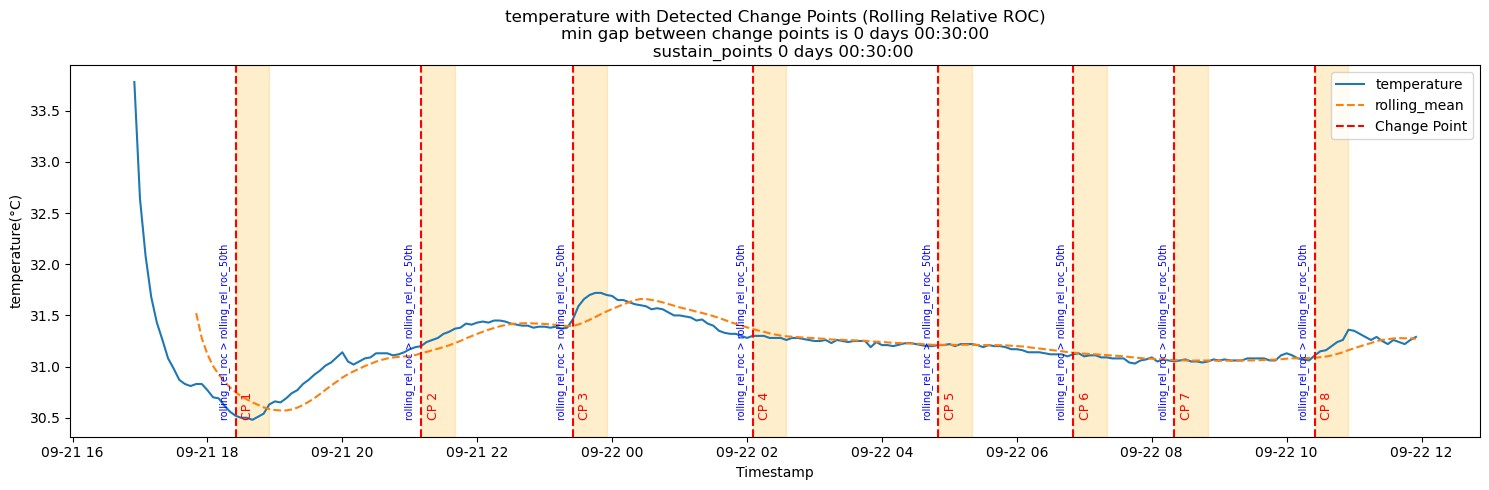 temperature with Detected Change Points (Rolling Relative ROC)
min gap between change points is 0 days 00:30:00
sustain_points 0 days 00:30:00
temperature
rolling_mean
Change Point
temperature(°C)
33.5
33.0
32.5
32.0
31.5
31.0
30.5
rolling_rel_roc > rolling_rel_roc_50th
CP 1
rolling_rel_roc > rolling_rel_roc_50th
CP 2
rolling_rel_roc > rolling_rel_roc_50th
CP 3
rolling_rel_roc > rolling_rel_roc_50th
CP 4
rolling_rel_roc > rolling_rel_roc_50th
CP 5
rolling_rel_roc > rolling_rel_roc_50th
CP 6
rolling_rel_roc > rolling_rel_roc_50th
CP 7
rolling_rel_roc > rolling_rel_roc_50th
CP 8
09-21 16
09-21 18
09-21 20
09-21 22
09-22 00
09-22 02
09-22 04
09-22 06
09-22 08
09-22 10
09-22 12
Timestamp